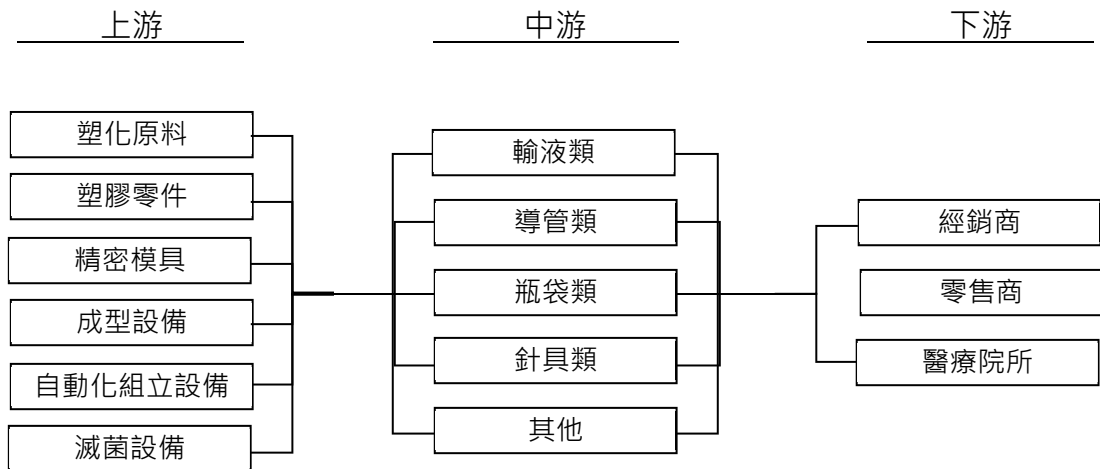 上游
中游
下游
塑化原料
塑膠零件
精密模具
成型設備
自動化組立設備
滅菌設備
輸液類
導管類
瓶袋類
針具類
其他
經銷商
零售商
醫療院所